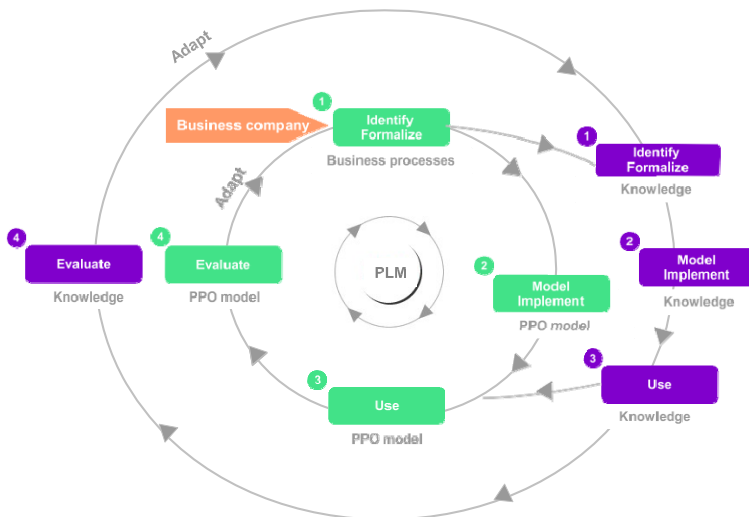 Adapt
1
Business company
Identify
Formalize
Business processes
1
Identify
Formalize
Knowledge
Adapt
4
Evaluate
Knowledge
4
Evaluate
PPO model
PLM
2
Model
Implement
PPO model
2
Model
Implement
Knowledge
3
Use
PPO model
3
Use
Knowledge